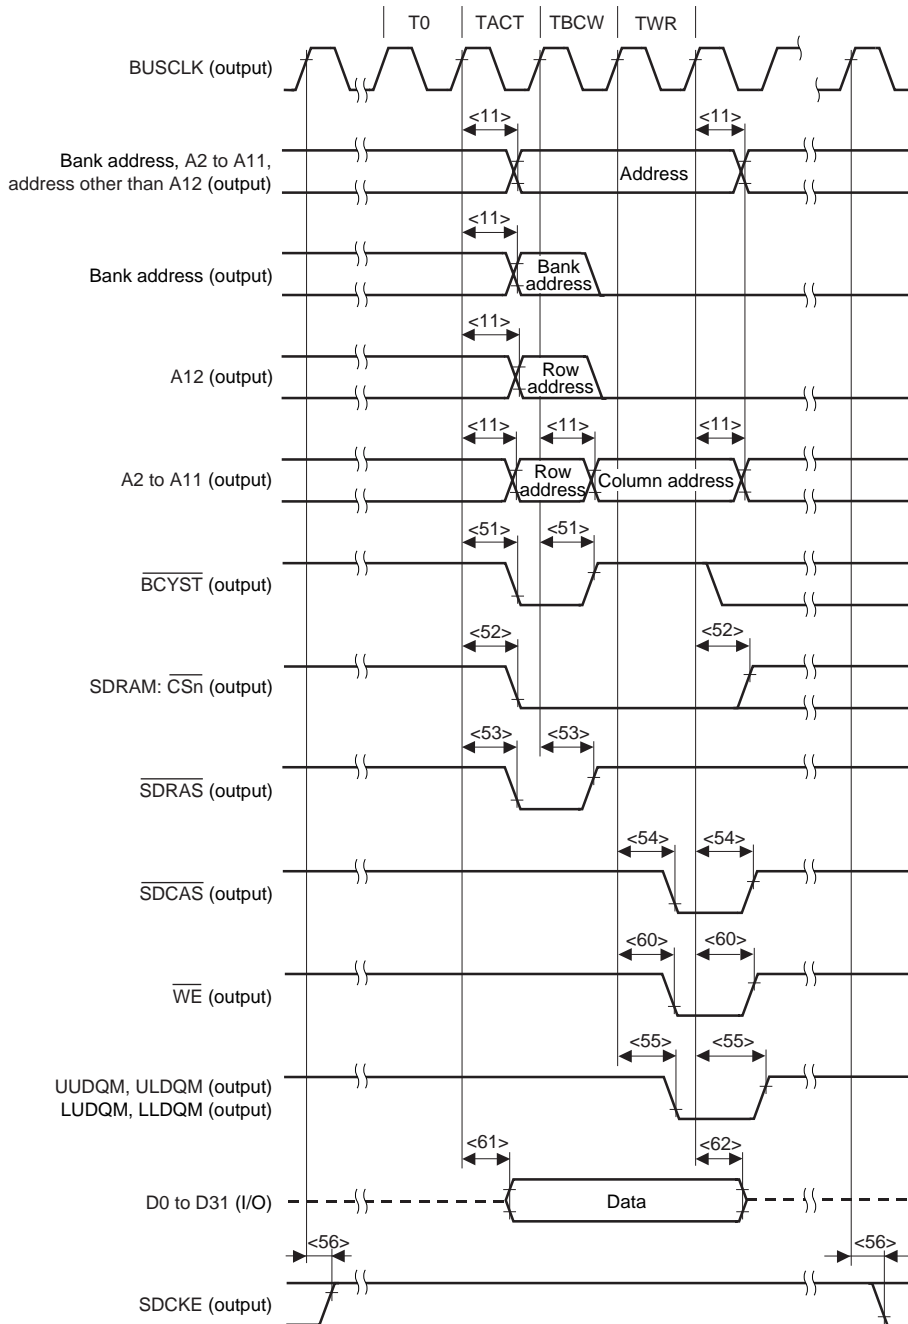 T0 TACT TBCW TWR
BUSCLK (output)
<11> <11>
Bank address, A2 to A11,
address other than A12 (output)
Address
<11>
Bank address (output)
Bank
address
<11>
A12 (output)
Row
address
<11> <11> <11>
A2 to A11 (output)
Row
address
Column address
<51> <51>
BCYST (output)
<52> <52>
SDRAM: CSn (output)
<53> <53>
SDRAS (output)
<54> <54>
SDCAS (output)
<60> <60>
WE (output)
<55> <55>
UUDQM, ULDQM (output)
LUDQM, LLDQM (output)
<61> <62>
D0 to D31 (I/O)
Data
<56> <56>
SDCKE (output)